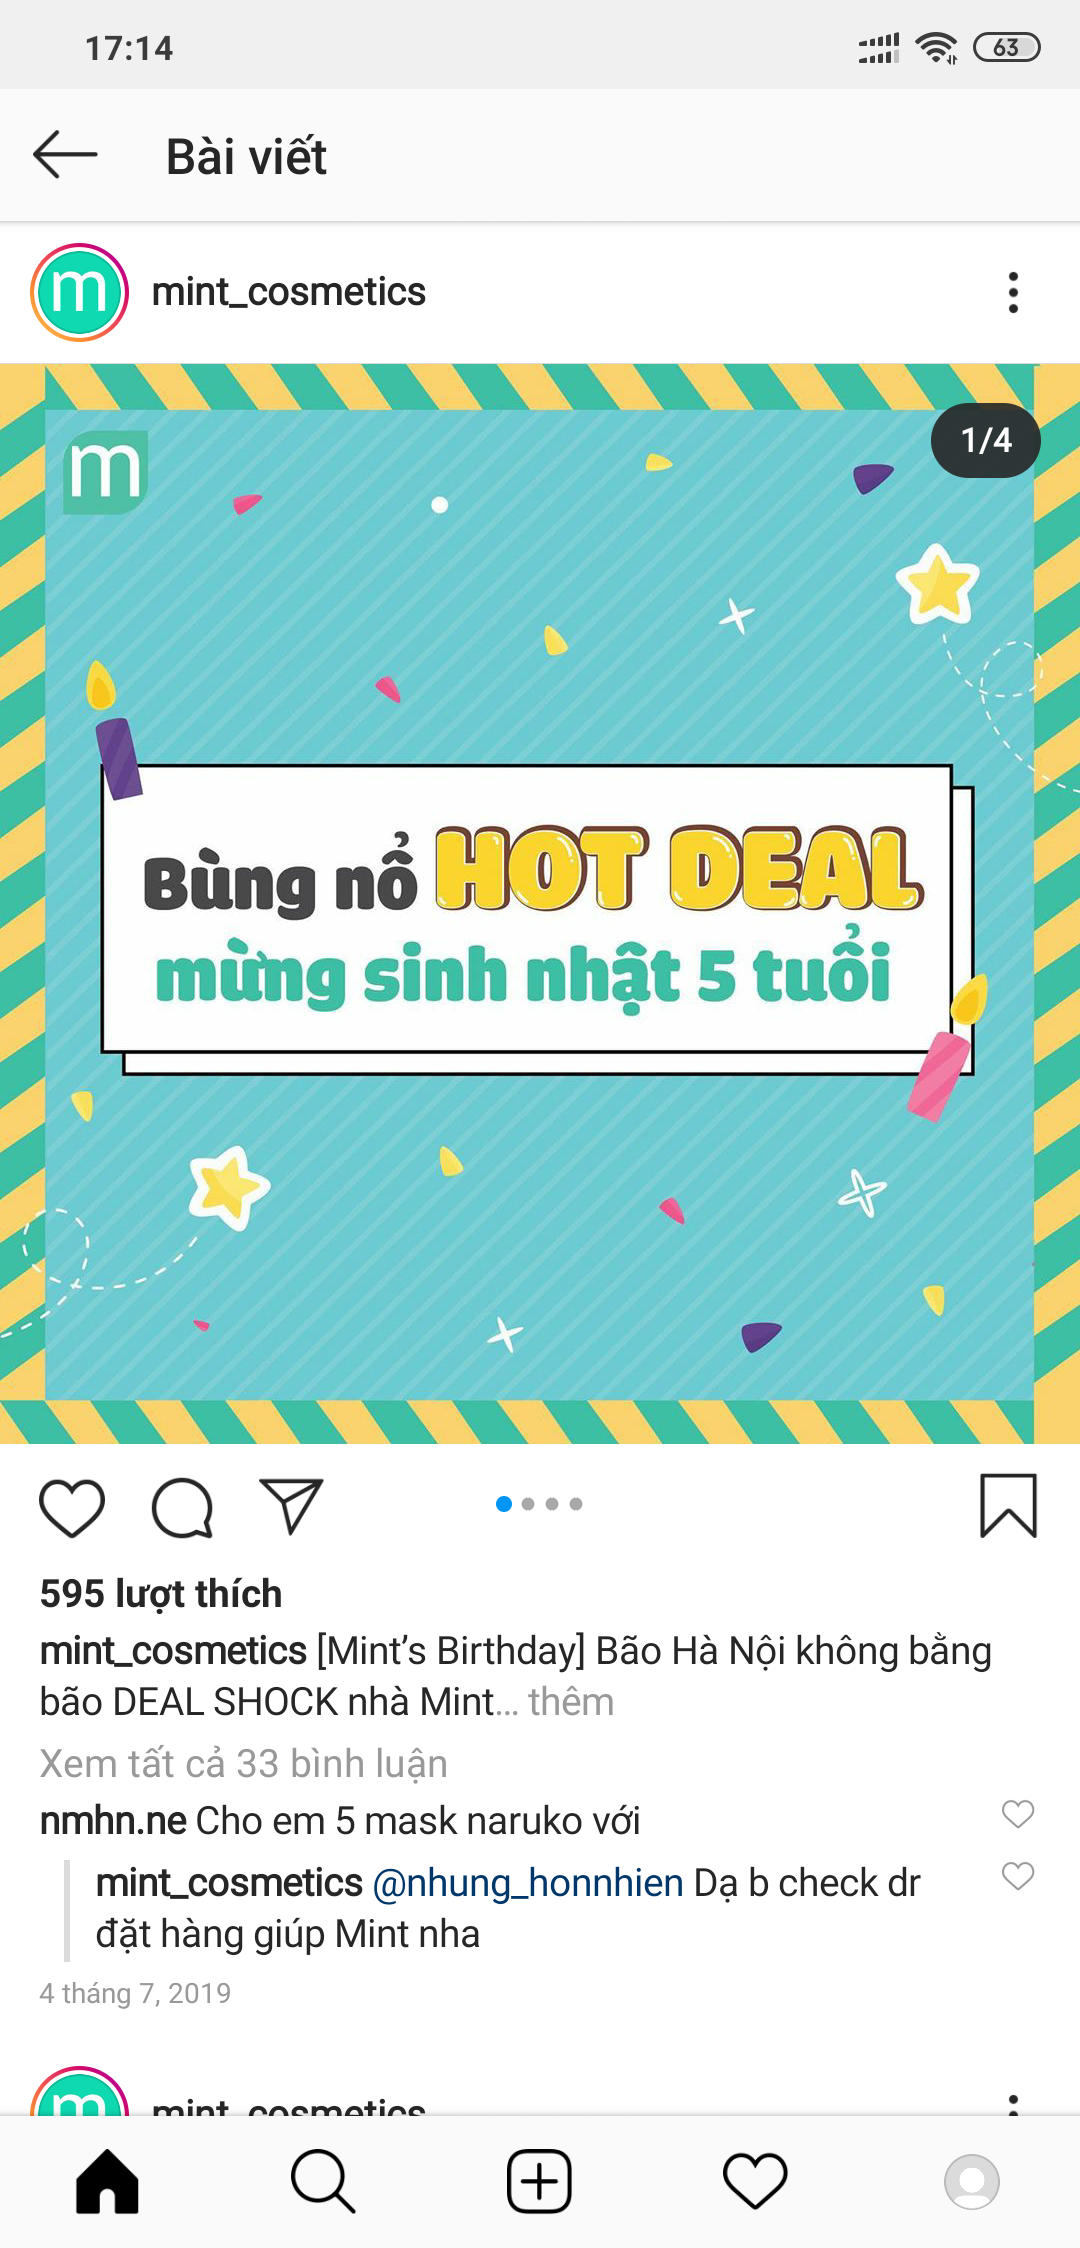 17:14
63
Bài viết
m
mint_cosmetics
1/4
m
Bùng nổ HOT DEAL
mừng sinh nhật 5 tuổi
595 lượt thích
mint_cosmetics [Mint’s Birthday] Bão Hà Nội không bằng
bão DEAL SHOCK nhà Mint... thêm
Xem tất cả 33 bình luận
nmhn.ne Cho em 5 mask naruko với
mint_cosmetics @nhung_honnhien Dạ b check dr
đặt hàng giúp Mint nha
4 tháng 7, 2019
m
mint_cosmetics